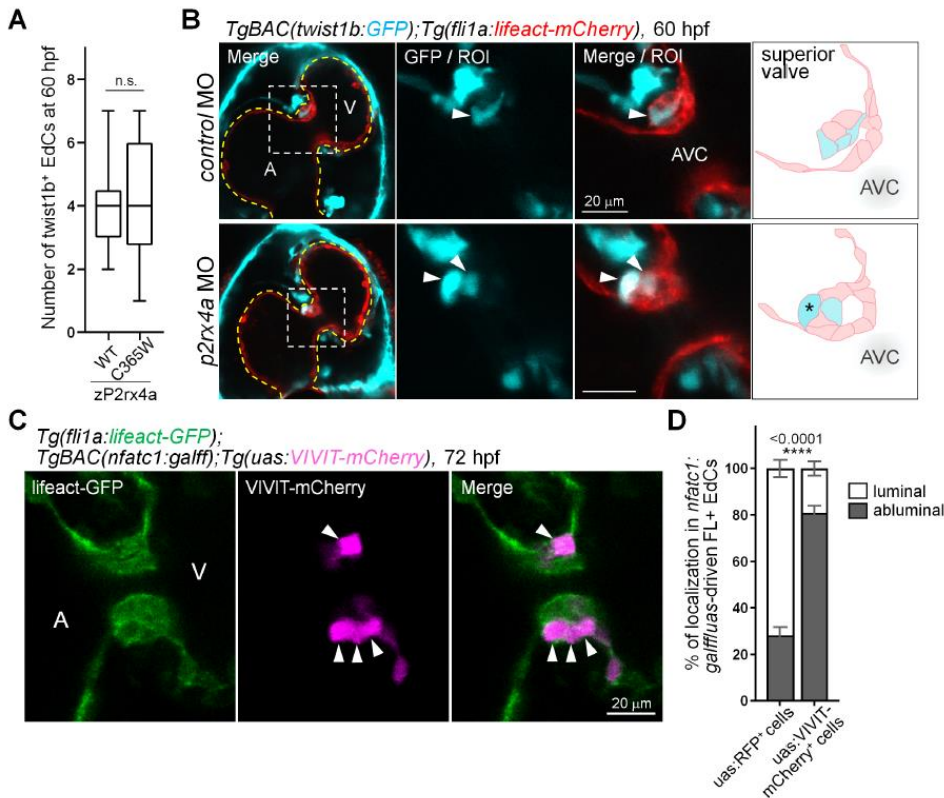 A
Number of twist1b⁺ EdCs at 60 hpf
8
6
4
2
0
n.s.
WT
C365W
zP2rx4a
B
TgBAC(twist1b:GFP);Tg(fli1a:lifeact-mCherry), 60 hpf
control MO
Merge
V
A
GFP / ROI
Merge / ROI
AVC
20 µm
superior
valve
AVC
p2rx4a MO
*
AVC
C
Tg(fli1a:lifeact-GFP);
TgBAC(nfatc1:galff);Tg(uas:VIVIT-mCherry), 72 hpf
lifeact-GFP
V
A
VIVIT-mCherry
Merge
20 µm
D
% of localization in nfatc1:
galff/uas-driven FL+ EdCs
<0.0001
****
100
80
60
40
20
0
luminal
abluminal
uas:RFP⁺ cells
uas:VIVIT-
mCherry⁺ cells